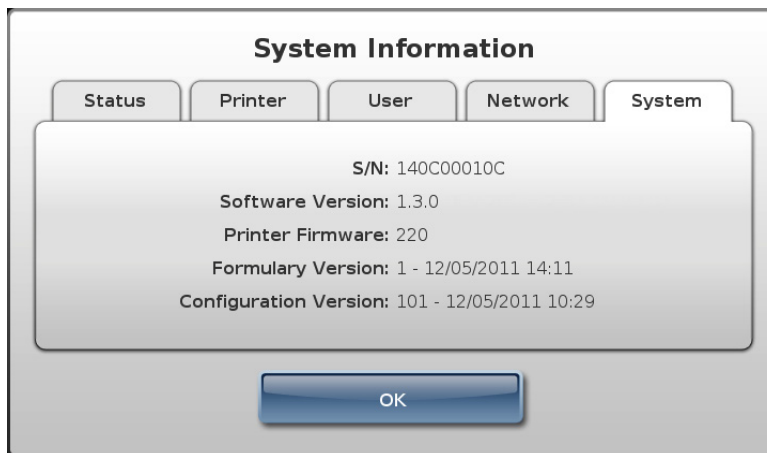 System Information
Status Printer User Network System
S/N: 140C00010C
Software Version: 1.3.0
Printer Firmware: 220
Formulary Version: 1 - 12/05/2011 14:11
Configuration Version: 101 - 12/05/2011 10:29
OK